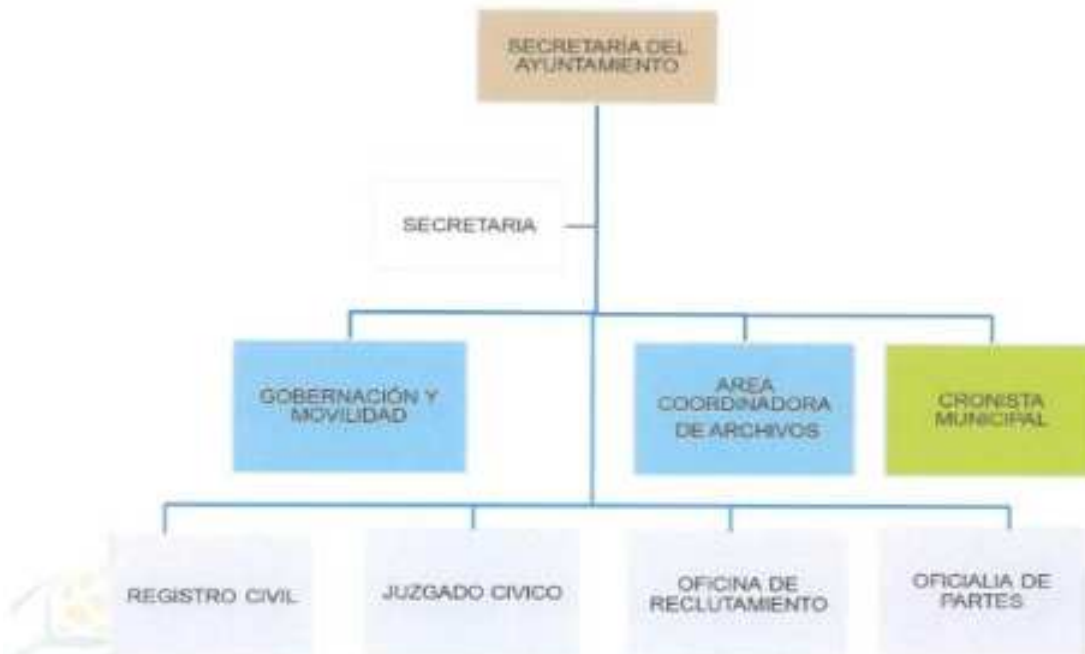 SECRETARÍA DEL
AYUNTAMIENTO
SECRETARIA
GOBERNACIÓN Y
MOVILIDAD
AREA
COORDINADORA
DE ARCHIVOS
CRONISTA
MUNICIPAL
REGISTRO CIVIL
JUZGADO CIVICO
OFICINA DE
RECLUTAMIENTO
OFICIALIA DE
PARTES